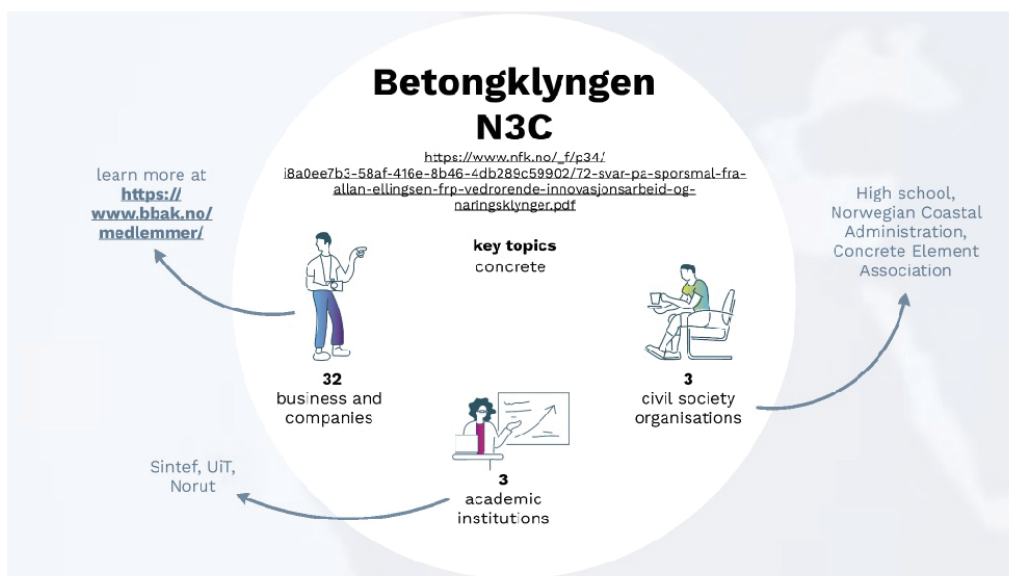 Betongklyngen
N3C
https://www.nfk.no/_f/p34/
i8a0ee7b3-58af-416e-8b46-4db289c59902/72-svar-pa-sporsmal-fra-
allan-ellingsen-frp-vedrorende-innovasjonsarbeid-og-
naringsklynger.pdf
learn more at
https://
www.bbak.no/
medlemmer/
key topics
concrete
High school,
Norwegian Coastal
Administration,
Concrete Element
Association
32
business and
companies
3
civil society
organisations
Sintef, UiT,
Norut
3
academic
institutions